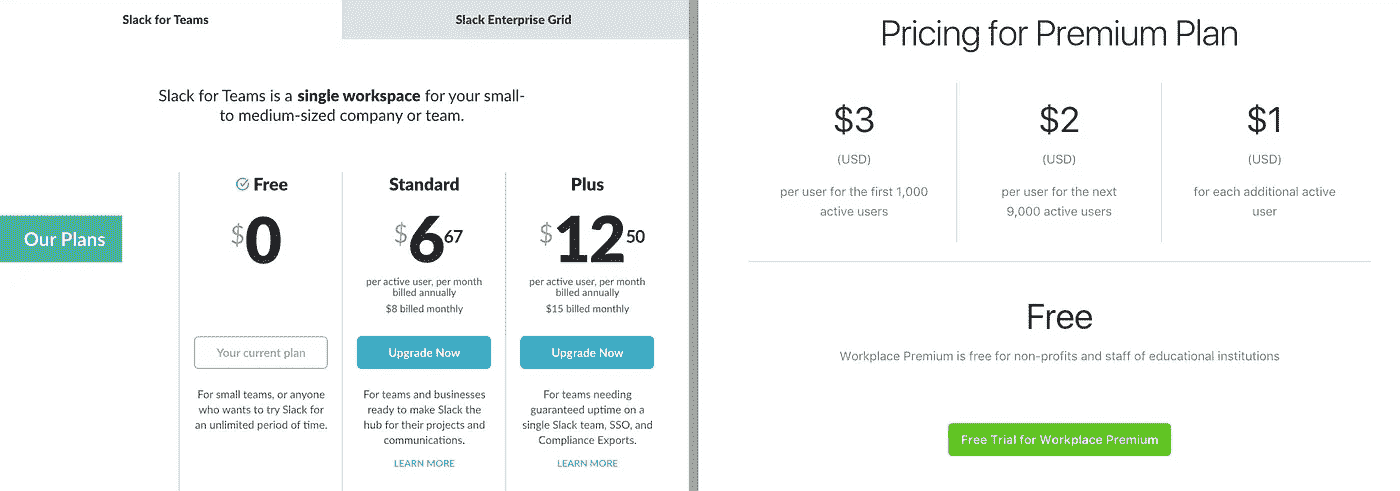 Slack for Teams
Slack Enterprise Grid
Slack for Teams is a single workspace for your small-
to medium-sized company or team.
Our Plans
Free
$0
Your current plan
For small teams, or anyone
who wants to try Slack for
an unlimited period of time.
Standard
$6 67
per active user, per month
billed annually
$8 billed monthly
Upgrade Now
For teams and businesses
ready to make Slack the
hub for their projects and
communications.
LEARN MORE
Plus
$12 50
per active user, per month
billed annually
$15 billed monthly
Upgrade Now
For teams needing
guaranteed uptime on a
single Slack team, SSO, and
Compliance Exports.
LEARN MORE
Pricing for Premium Plan
$3
(USD)
per user for the first 1,000
active users
$2
(USD)
per user for the next
9,000 active users
$1
(USD)
for each additional active
user
Free
Workplace Premium is free for non-profits and staff of educational institutions
Free Trial for Workplace Premium